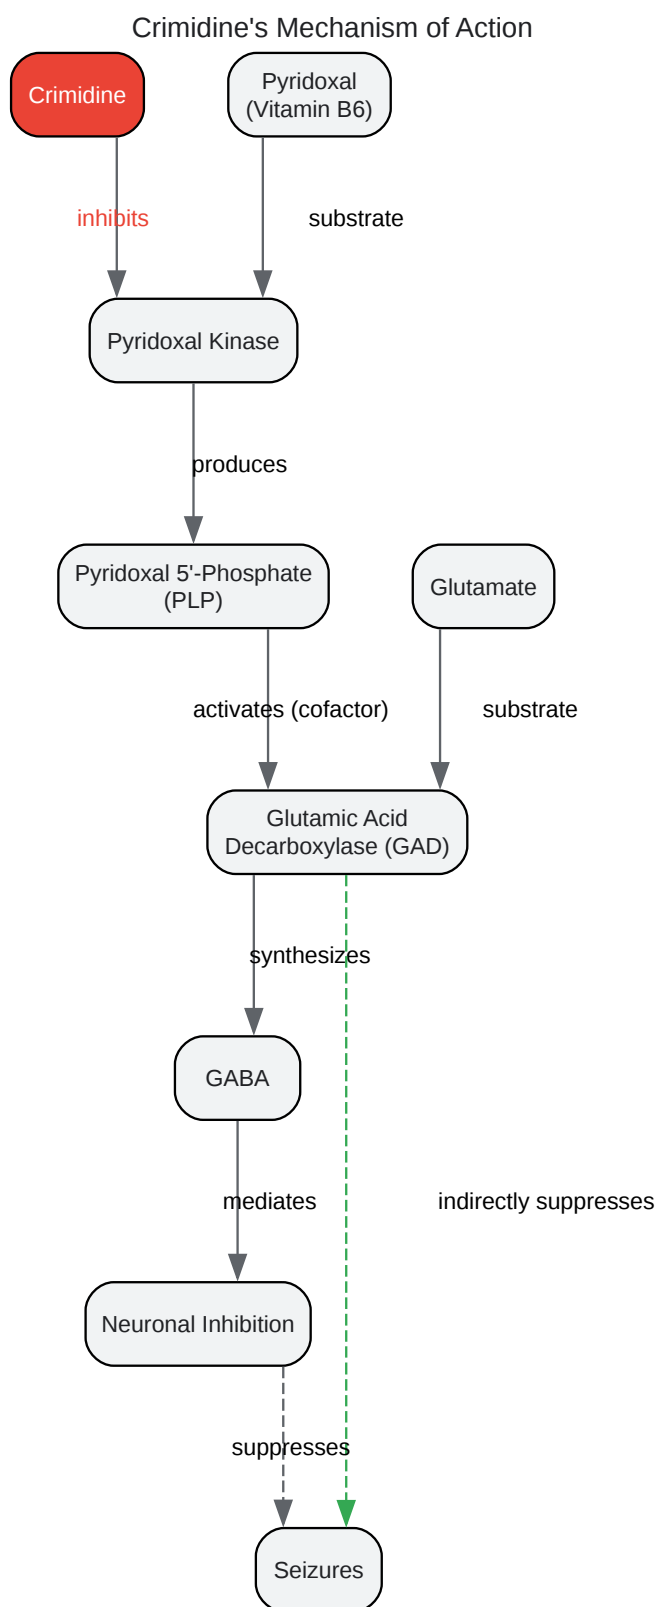 Crimidine's Mechanism of Action
Crimidine
Pyridoxal
(Vitamin B6)
inhibits
substrate
Pyridoxal Kinase
produces
Pyridoxal 5'-Phosphate
(PLP)
Glutamate
activates (cofactor)
substrate
Glutamic Acid
Decarboxylase (GAD)
synthesizes
GABA
mediates
indirectly suppresses
Neuronal Inhibition
suppresses
Seizures